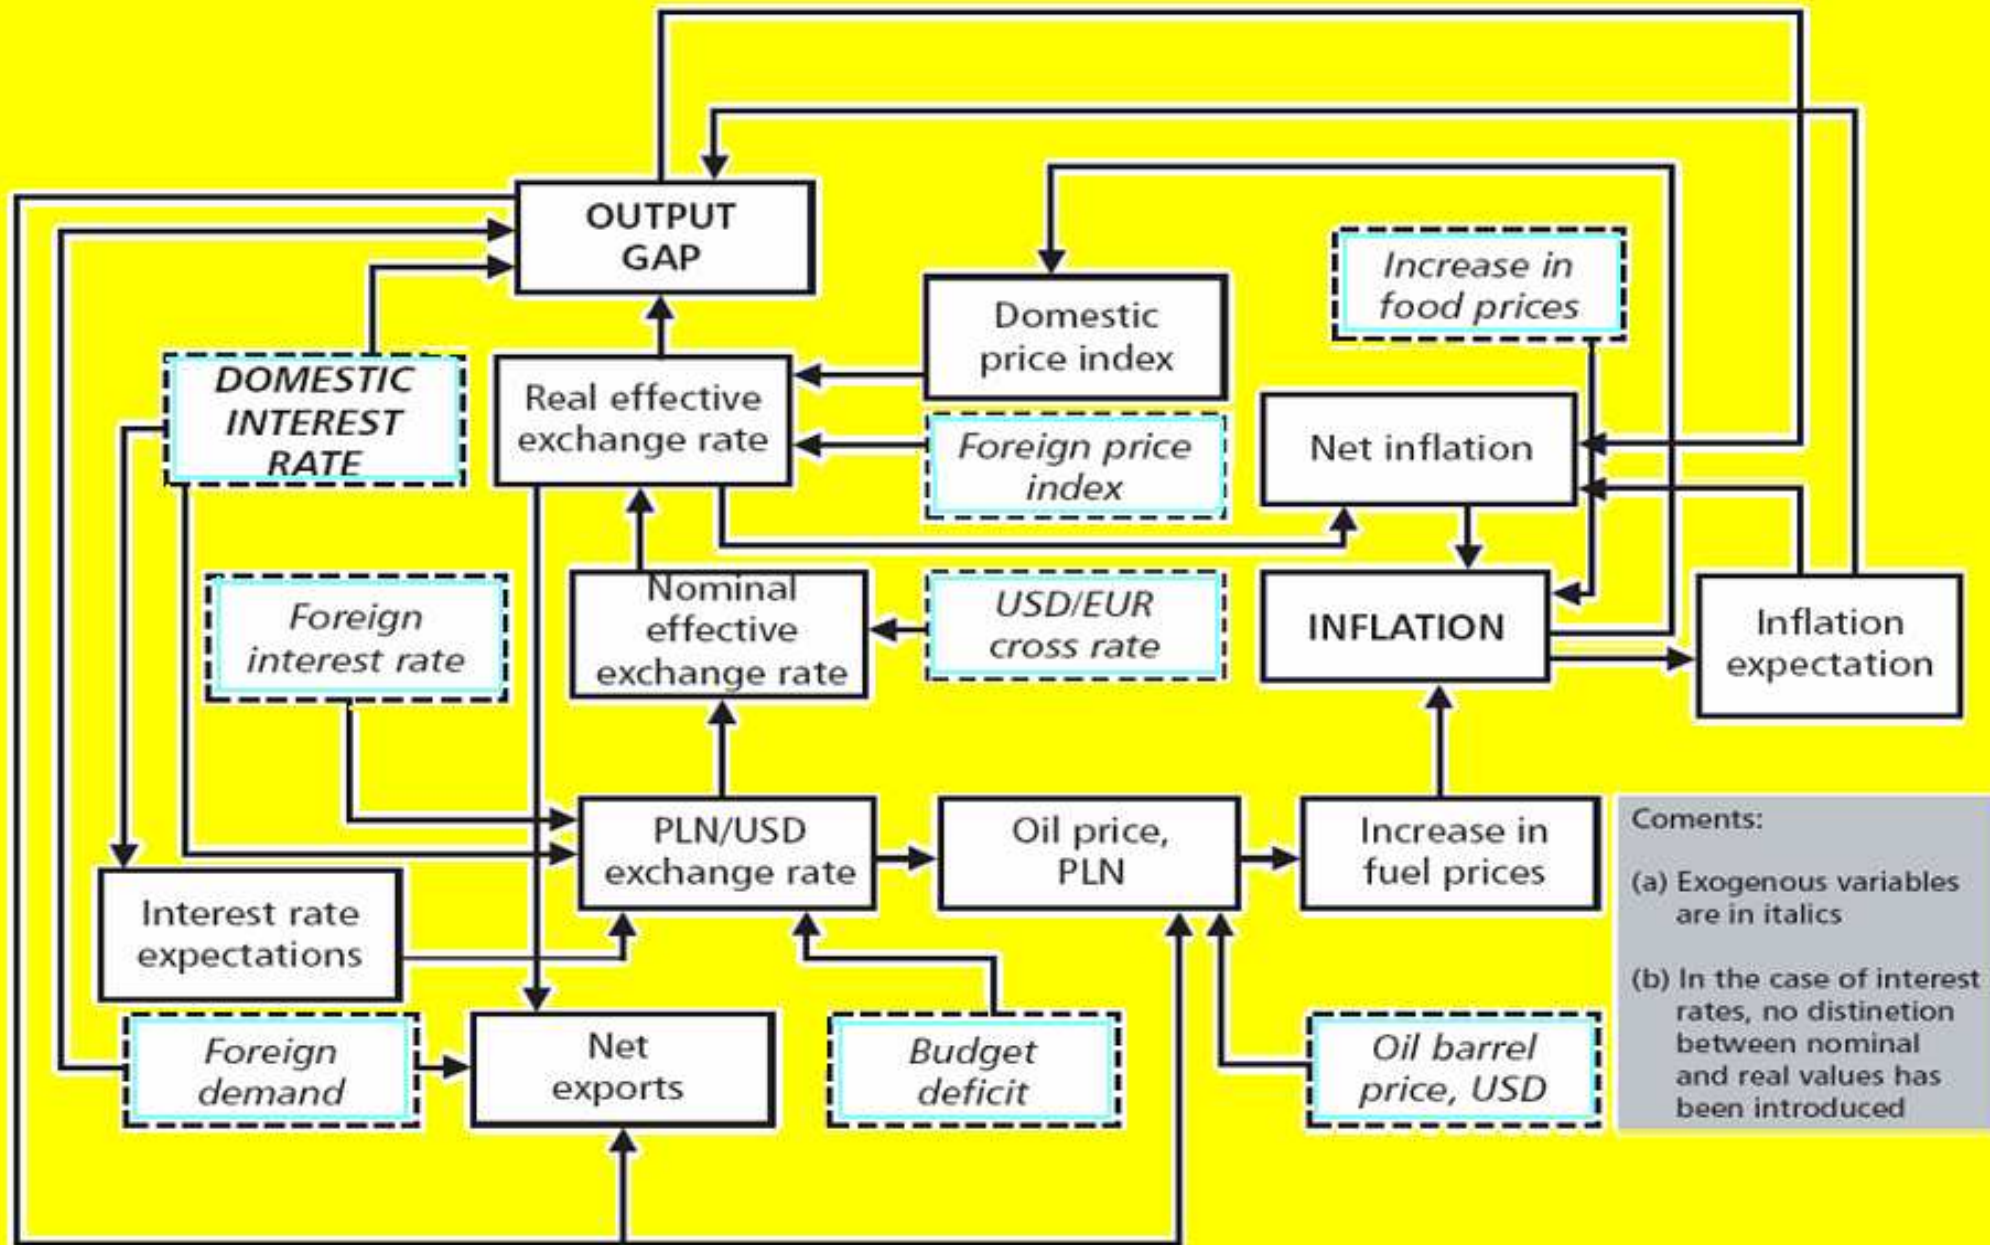 OUTPUT
GAP
Increase in
food prices
Domestic
price index
DOMESTIC
INTEREST
RATE
Real effective
exchange rate
Foreign price
index
Net inflation
Foreign
interest rate
Nominal
effective
exchange rate
USD/EUR
cross rate
INFLATION
Inflation
expectation
PLN/USD
exchange rate
Oil price,
PLN
Increase in
fuel prices
Interest rate
expectations
Foreign
demand
Net
exports
Budget
deficit
Oil barrel
price, USD
Coments:
(a) Exogenous variables
are in italics
(b) In the case of interest
rates, no distinetion
between nominal
and real values has
been introduced